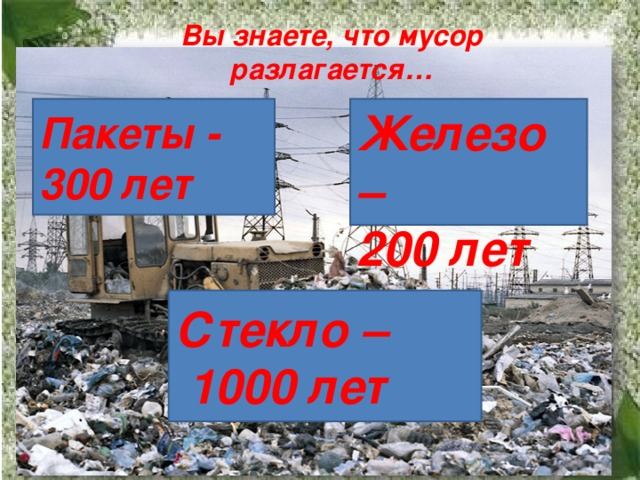 Вы знаете, что мусор
разлагается…
Пакеты -
300 лет
Железо
–
200 лет
Стекло –
1000 лет